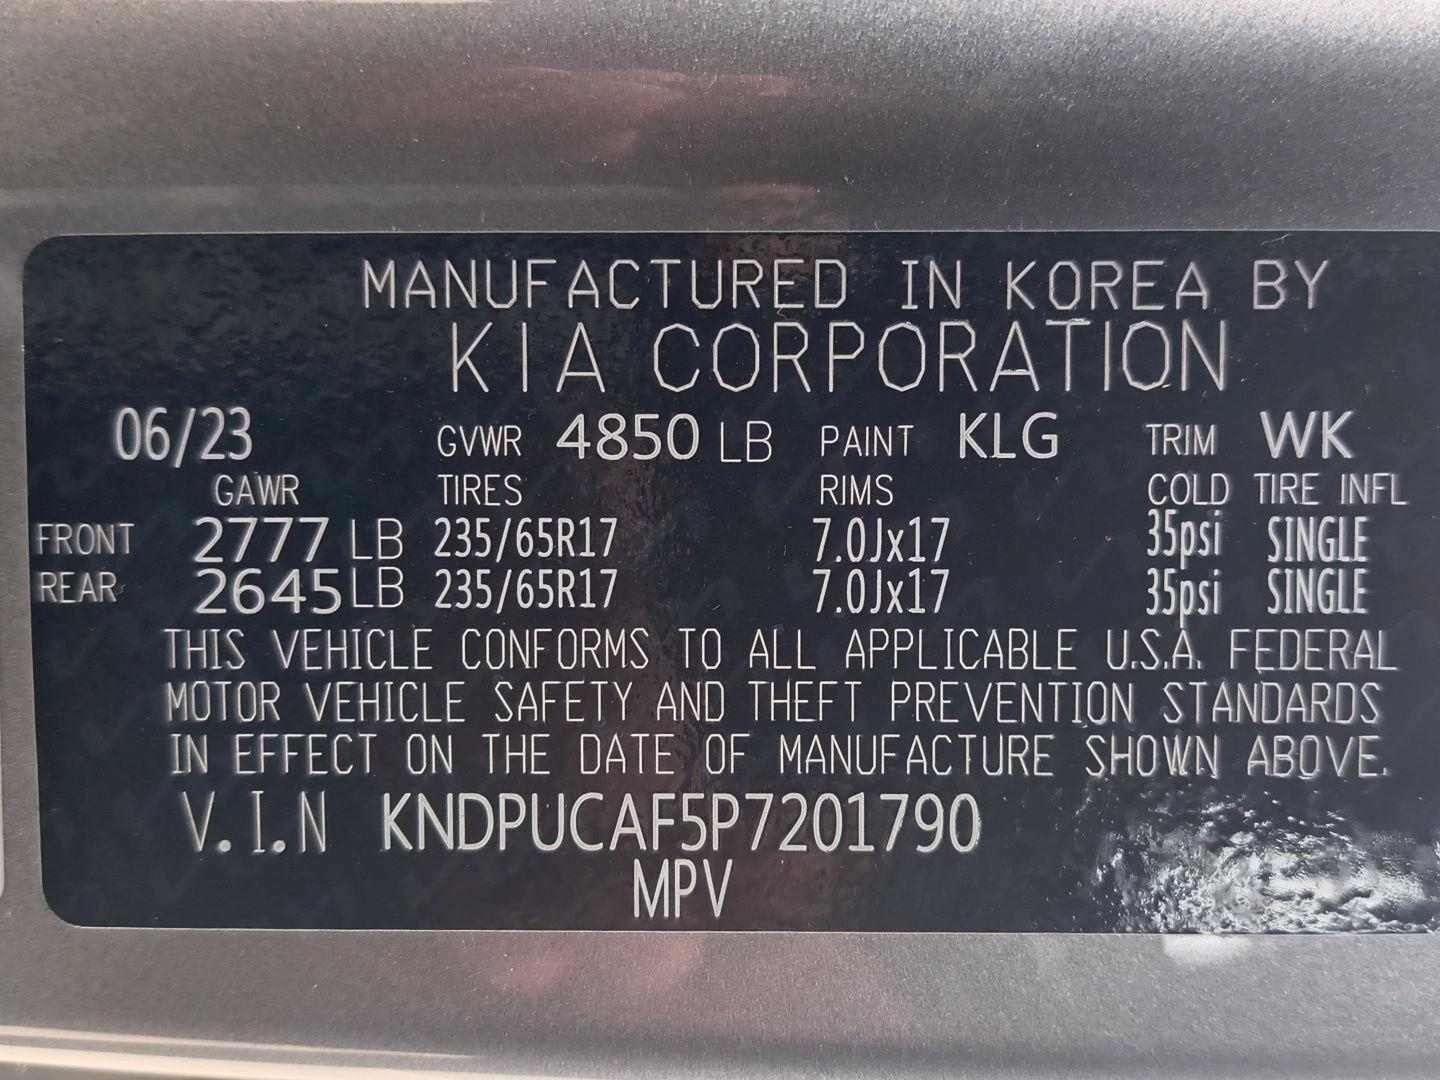 MANUFACTURED IN KOREA BY
KIA CORPORATION
06/23 GVWR 4850 LB PAINT KLG TRIM WK
GAWR TIRES RIMS COLD TIRE INFL
FRONT 2777 LB 235/65R17 7.0Jx17 35psi SINGLE
REAR 2645 LB 235/65R17 7.0Jx17 35psi SINGLE
THIS VEHICLE CONFORMS TO ALL APPLICABLE U.S.A. FEDERAL
MOTOR VEHICLE SAFETY AND THEFT PREVENTION STANDARDS
IN EFFECT ON THE DATE OF MANUFACTURE SHOWN ABOVE.
V.I.N KNDPUCAF5P7201790
MPV